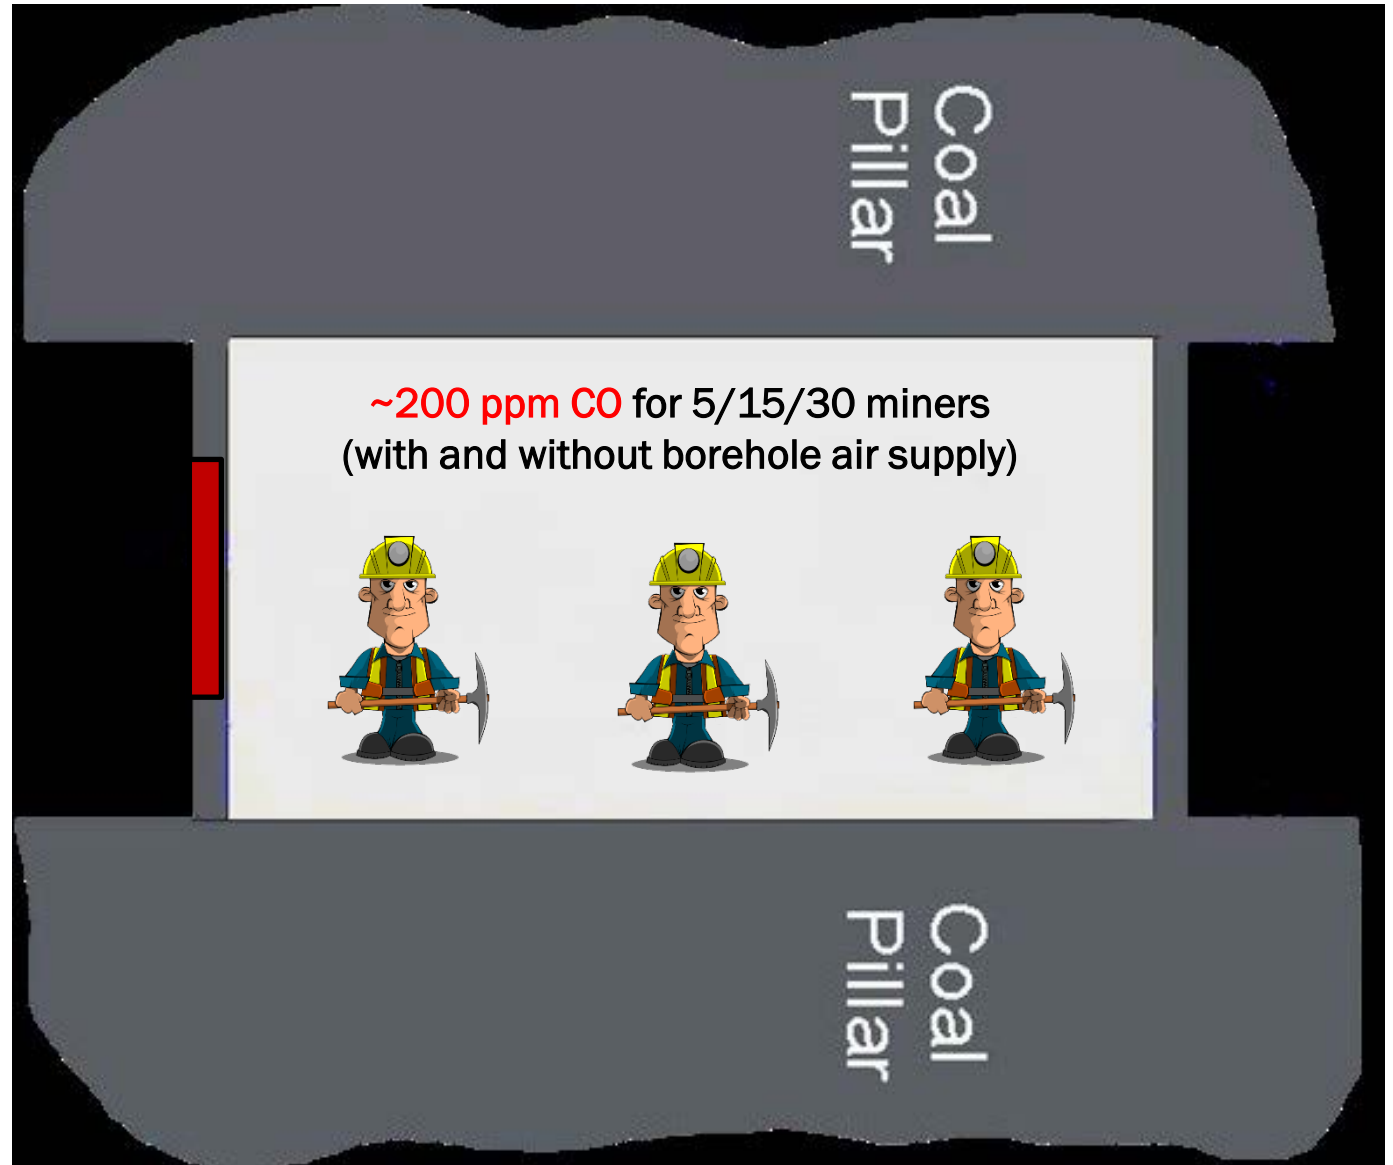 Coal
Pillar
~200 ppm CO for 5/15/30 miners
(with and without borehole air supply)
Coal
Pillar